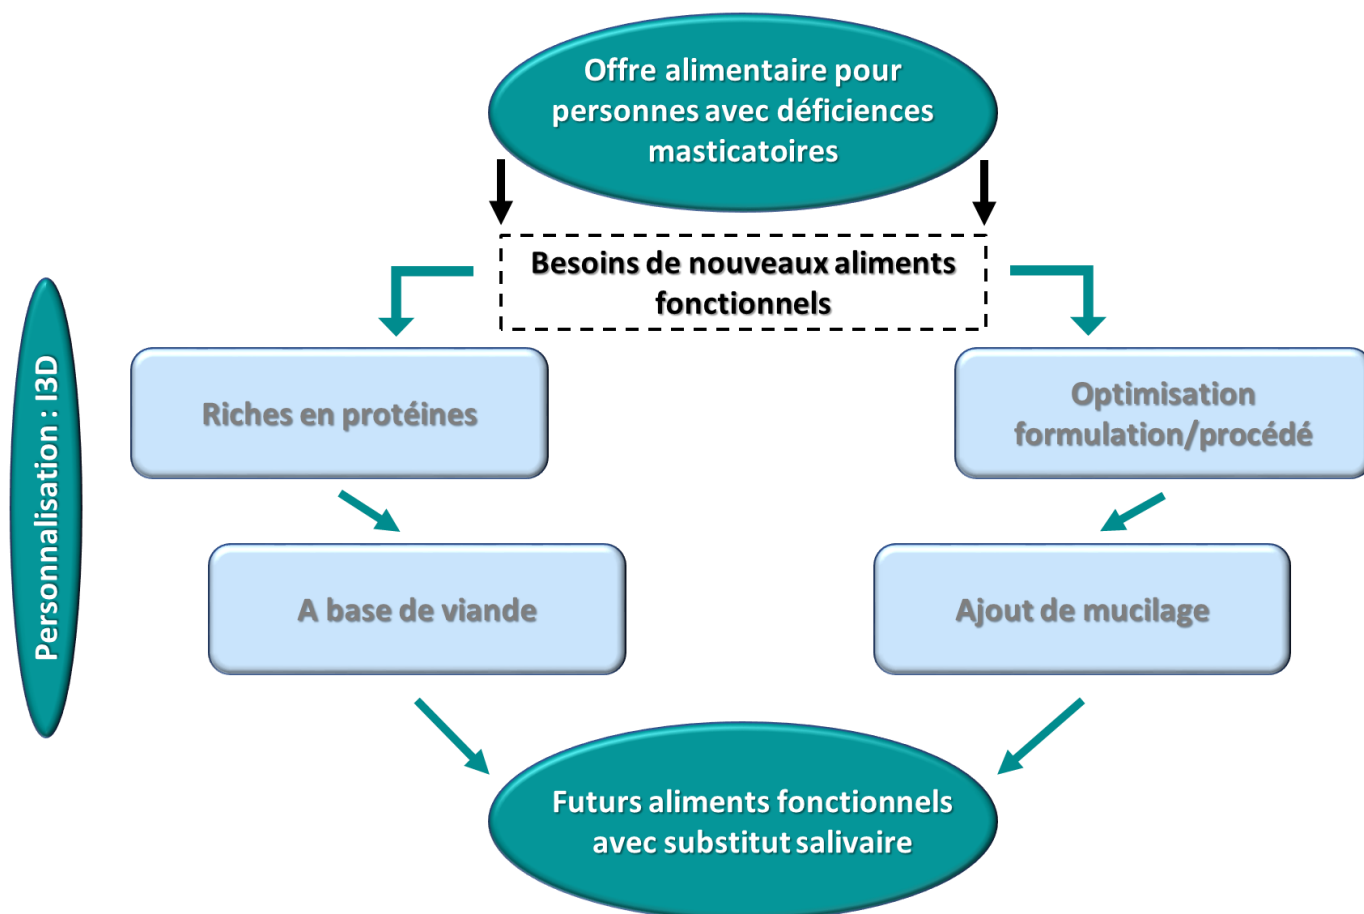 Offre alimentaire pour
personnes avec déficiences
masticatoires
Besoins de nouveaux aliments
fonctionnels
Personnalisation : I3D
Riches en protéines
Optimisation
formulation/procédé
A base de viande
Ajout de mucilage
Futurs aliments fonctionnels
avec substitut salivaire